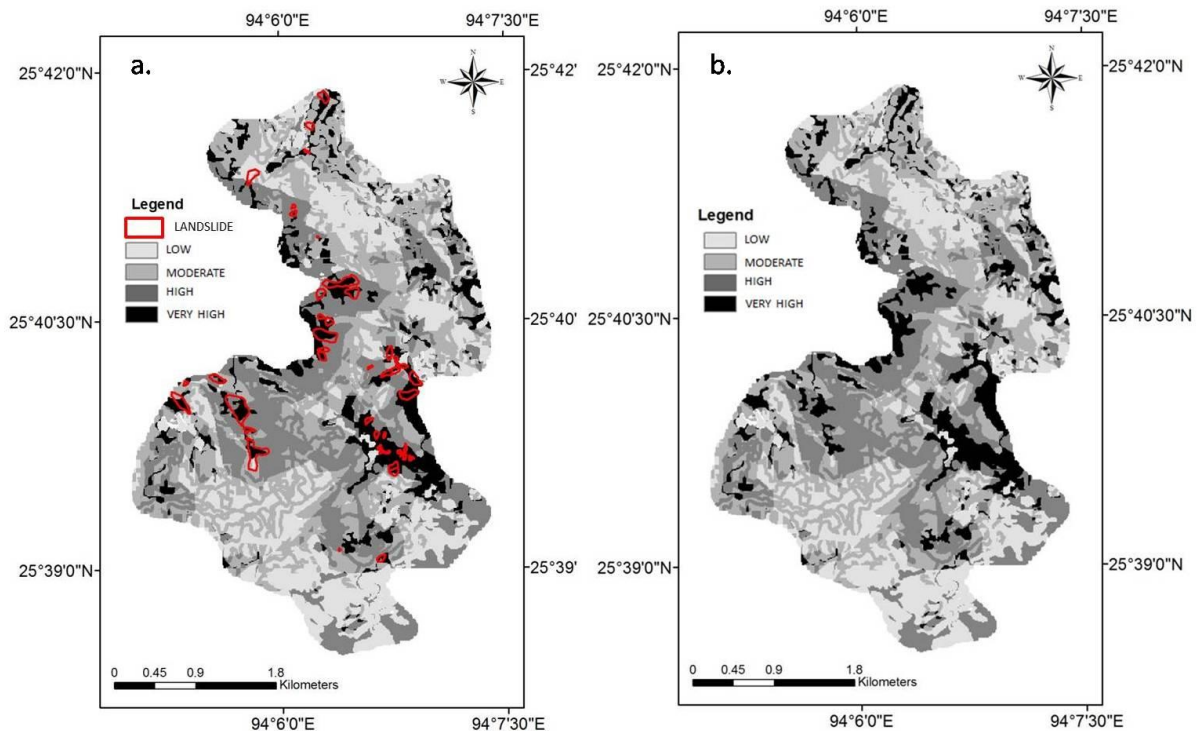 94°6'0"E 94°7'30"E
a.
N
W E
S
25°42'0"N
25°42'
Legend
LANDSLIDE
LOW
MODERATE
HIGH
VERY HIGH
25°40'30"N
25°40'
25°39'0"N
25°39'
0 0.45 0.9 1.8
Kilometers
94°6'0"E 94°7'30"E
94°6'0"E 94°7'30"E
b.
N
W E
S
25°42'0"N
25°42'0"N
Legend
LOW
MODERATE
HIGH
VERY HIGH
25°40'30"N
25°40'30"N
25°39'0"N
25°39'0"N
0 0.45 0.9 1.8
Kilometers
94°6'0"E 94°7'30"E